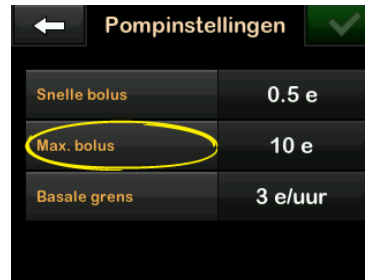 Pompinstellingen
Snelle bolus 0.5 e
Max. bolus 10 e
Basale grens 3 e/uur